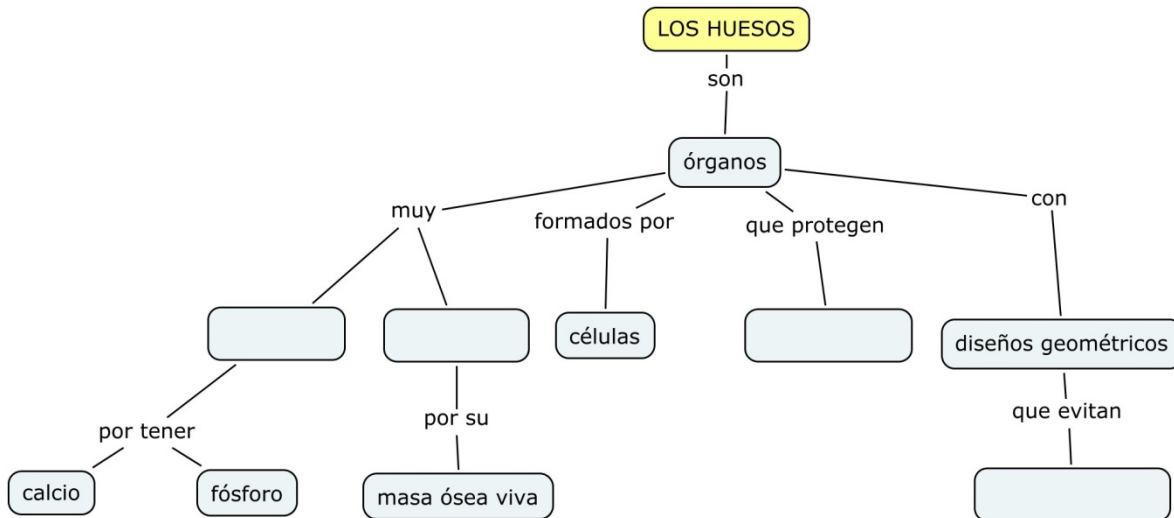 LOS HUESOS
son
órganos
muy
formados por
que protegen
con
células
diseños geométricos
por tener
por su
que evitan
calcio
fósforo
masa ósea viva